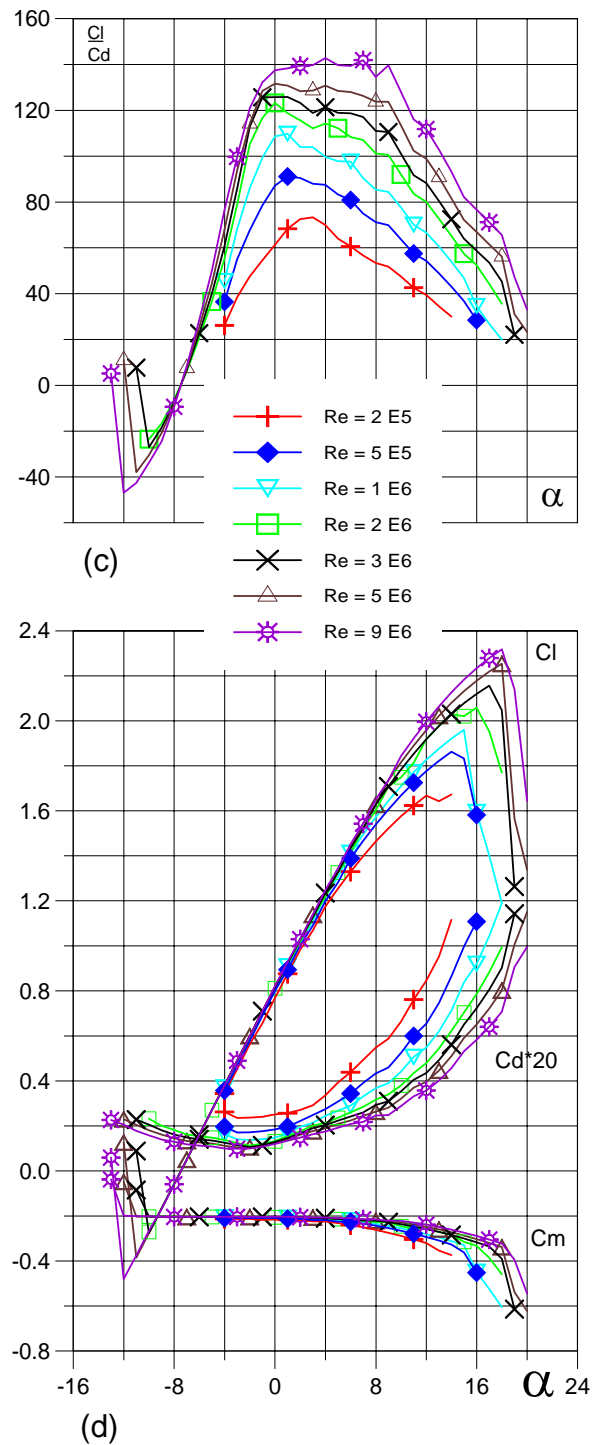 160
Cl
Cd
120
80
40
0
-40
Re = 2 E5
Re = 5 E5
Re = 1 E6
Re = 2 E6
Re = 3 E6
Re = 5 E6
Re = 9 E6
α
(c)
2.4
Cl
2.0
1.6
1.2
0.8
Cd*20
0.4
0.0
Cm
-0.4
-0.8
-16 -8 0 8 16 24
α
(d)